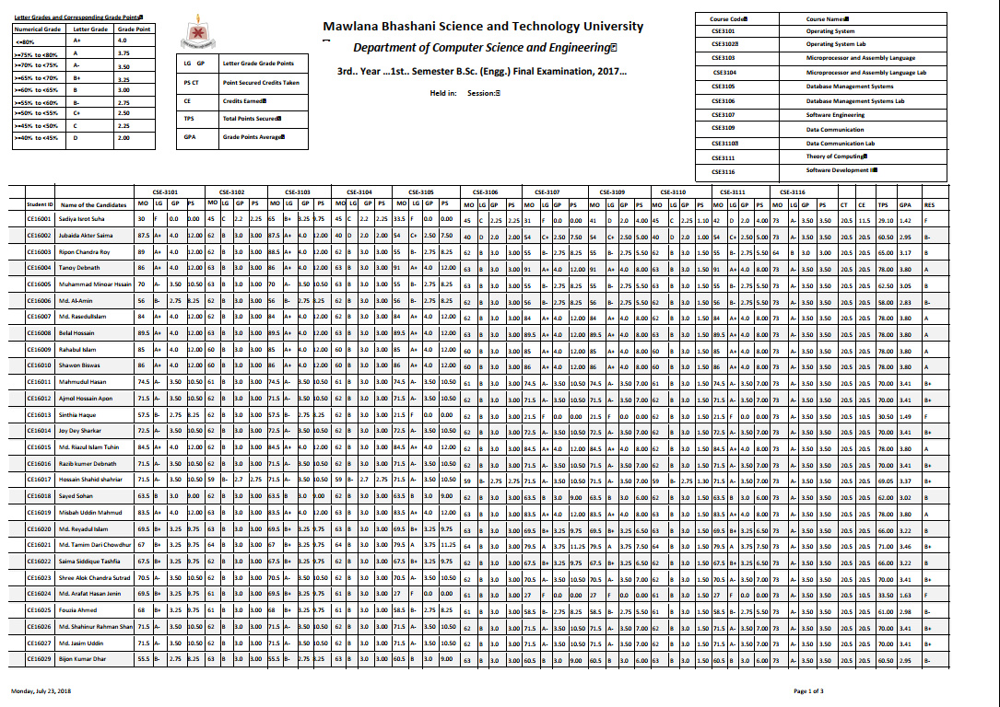 Letter Grades and Corresponding Grade Points
Numerical Grade Letter Grade Grade Point
<=80% A+ 4.0
>=75% to <80% A 3.75
>=70% to <75% A- 3.50
>=65% to <70% B+ 3.25
>=60% to <65% B 3.00
>=55% to <60% B- 2.75
>=50% to <55% C+ 2.50
>=45% to <50% C 2.25
>=40% to <45% D 2.00
LG GP Letter Grade Grade Points
PS CT Point Secured Credits Taken
CE Credits Earned
TPS Total Points Secured
GPA Grade Points Average
Mawlana Bhashani Science and Technology University
Department of Computer Science and Engineering
3rd.. Year ...1st.. Semester B.Sc. (Engg.) Final Examination, 2017...
Held in: Session:
Course Code Course Names
CSE3101 Operating System
CSE3102 Operating System Lab
CSE3103 Microprocessor and Assembly Language
CSE3104 Microprocessor and Assembly Language Lab
CSE3105 Database Management Systems
CSE3106 Database Management Systems Lab
CSE3107 Software Engineering
CSE3109 Data Communication
CSE3110 Data Communication Lab
CSE3111 Theory of Computing
CSE3116 Software Development II
CSE-3101 CSE-3102 CSE-3103 CSE-3104 CSE-3105 CSE-3106 CSE-3107 CSE-3109 CSE-3110 CSE-3111 CSE-3116
Student ID Name of the Candidates MO LG GP PS MO LG GP PS MO LG GP PS MO LG GP PS MO LG GP PS MO LG GP PS MO LG GP PS MO LG GP PS MO LG GP PS MO LG GP PS MO LG GP PS CT CE TPS GPA RES
CE16001 Sadiya Isrot Suha 30 F 0.0 0.00 45 C 2.2 2.25 65 B+ 3.25 9.75 45 C 2.2 2.25 33.5 F 0.0 0.00 45 C 2.25 2.25 31 F 0.0 0.00 41 D 2.0 4.00 45 C 2.25 1.10 42 D 2.0 4.00 73 A- 3.50 3.50 20.5 11.5 29.10 1.42 F
CE16002 Jubaida Akter Saima 87.5 A+ 4.0 12.00 62 B 3.0 3.00 87.5 A+ 4.0 12.00 40 D 2.0 2.00 54 C+ 2.50 7.50 40 D 2.0 2.00 54 C+ 2.50 7.50 54 C+ 2.50 5.00 40 D 2.0 1.00 54 C+ 2.50 5.00 73 A- 3.50 3.50 20.5 20.5 60.50 2.95 B-
CE16003 Ripon Chandra Roy 89 A+ 4.0 12.00 62 B 3.0 3.00 88.5 A+ 4.0 12.00 62 B 3.0 3.00 55 B- 2.75 8.25 62 B 3.0 3.00 55 B- 2.75 8.25 55 B- 2.75 5.50 62 B 3.0 1.50 55 B- 2.75 5.50 64 B 3.0 3.00 20.5 20.5 65.00 3.17 B
CE16004 Tanoy Debnath 86 A+ 4.0 12.00 63 B 3.0 3.00 86 A+ 4.0 12.00 63 B 3.0 3.00 91 A+ 4.0 12.00 63 B 3.0 3.00 91 A+ 4.0 12.00 91 A+ 4.0 8.00 63 B 3.0 1.50 91 A+ 4.0 8.00 73 A- 3.50 3.50 20.5 20.5 78.00 3.80 A
CE16005 Muhammad Minoar Hssain 70 A- 3.50 10.50 63 B 3.0 3.00 70 A- 3.50 10.50 63 B 3.0 3.00 55 B- 2.75 8.25 63 B 3.0 3.00 55 B- 2.75 8.25 55 B- 2.75 5.50 63 B 3.0 1.50 55 B- 2.75 5.50 73 A- 3.50 3.50 20.5 20.5 62.50 3.05 B
CE16006 Md. Al-Amin 56 B- 2.75 8.25 62 B 3.0 3.00 56 B- 2.75 8.25 62 B 3.0 3.00 56 B- 2.75 8.25 62 B 3.0 3.00 56 B- 2.75 8.25 56 B- 2.75 5.50 62 B 3.0 1.50 56 B- 2.75 5.50 73 A- 3.50 3.50 20.5 20.5 58.00 2.83 B-
CE16007 Md. RasedulIslam 84 A+ 4.0 12.00 62 B 3.0 3.00 84 A+ 4.0 12.00 62 B 3.0 3.00 84 A+ 4.0 12.00 62 B 3.0 3.00 84 A+ 4.0 12.00 84 A+ 4.0 8.00 62 B 3.0 1.50 84 A+ 4.0 8.00 73 A- 3.50 3.50 20.5 20.5 78.00 3.80 A
CE16008 Belal Hossain 89.5 A+ 4.0 12.00 63 B 3.0 3.00 89.5 A+ 4.0 12.00 63 B 3.0 3.00 89.5 A+ 4.0 12.00 63 B 3.0 3.00 89.5 A+ 4.0 12.00 89.5 A+ 4.0 8.00 63 B 3.0 1.50 89.5 A+ 4.0 8.00 73 A- 3.50 3.50 20.5 20.5 78.00 3.80 A
CE16009 Rahabul Islam 85 A+ 4.0 12.00 60 B 3.0 3.00 85 A+ 4.0 12.00 60 B 3.0 3.00 85 A+ 4.0 12.00 60 B 3.0 3.00 85 A+ 4.0 12.00 85 A+ 4.0 8.00 60 B 3.0 1.50 85 A+ 4.0 8.00 73 A- 3.50 3.50 20.5 20.5 78.00 3.80 A
CE16010 Shawon Biswas 86 A+ 4.0 12.00 60 B 3.0 3.00 86 A+ 4.0 12.00 60 B 3.0 3.00 86 A+ 4.0 12.00 60 B 3.0 3.00 86 A+ 4.0 12.00 86 A+ 4.0 8.00 60 B 3.0 1.50 86 A+ 4.0 8.00 73 A- 3.50 3.50 20.5 20.5 78.00 3.80 A
CE16011 Mahmudul Hasan 74.5 A- 3.50 10.50 61 B 3.0 3.00 74.5 A- 3.50 10.50 61 B 3.0 3.00 74.5 A- 3.50 10.50 61 B 3.0 3.00 74.5 A- 3.50 10.50 74.5 A- 3.50 7.00 61 B 3.0 1.50 74.5 A- 3.50 7.00 73 A- 3.50 3.50 20.5 20.5 70.00 3.41 B+
CE16012 Ajmol Hossain Apon 71.5 A- 3.50 10.50 62 B 3.0 3.00 71.5 A- 3.50 10.50 62 B 3.0 3.00 71.5 A- 3.50 10.50 62 B 3.0 3.00 71.5 A- 3.50 10.50 71.5 A- 3.50 7.00 62 B 3.0 1.50 71.5 A- 3.50 7.00 73 A- 3.50 3.50 20.5 20.5 70.00 3.41 B+
CE16013 Sinthia Haque 57.5 B- 2.75 8.25 62 B 3.0 3.00 57.5 B- 2.75 8.25 62 B 3.0 3.00 21.5 F 0.0 0.00 62 B 3.0 3.00 21.5 F 0.0 0.00 21.5 F 0.0 0.00 62 B 3.0 1.50 21.5 F 0.0 0.00 73 A- 3.50 3.50 20.5 10.5 30.50 1.49 F
CE16014 Joy Dey Sharkar 72.5 A- 3.50 10.50 62 B 3.0 3.00 72.5 A- 3.50 10.50 62 B 3.0 3.00 72.5 A- 3.50 10.50 62 B 3.0 3.00 72.5 A- 3.50 10.50 72.5 A- 3.50 7.00 62 B 3.0 1.50 72.5 A- 3.50 7.00 73 A- 3.50 3.50 20.5 20.5 70.00 3.41 B+
CE16015 Md. Riazul Islam Tuhin 84.5 A+ 4.0 12.00 62 B 3.0 3.00 84.5 A+ 4.0 12.00 62 B 3.0 3.00 84.5 A+ 4.0 12.00 62 B 3.0 3.00 84.5 A+ 4.0 12.00 84.5 A+ 4.0 8.00 62 B 3.0 1.50 84.5 A+ 4.0 8.00 73 A- 3.50 3.50 20.5 20.5 78.00 3.80 A
CE16016 Razib kumar Debnath 71.5 A- 3.50 10.50 62 B 3.0 3.00 71.5 A- 3.50 10.50 62 B 3.0 3.00 71.5 A- 3.50 10.50 62 B 3.0 3.00 71.5 A- 3.50 10.50 71.5 A- 3.50 7.00 62 B 3.0 1.50 71.5 A- 3.50 7.00 73 A- 3.50 3.50 20.5 20.5 70.00 3.41 B+
CE16017 Hossain Shahid shahriar 71.5 A- 3.50 10.50 59 B- 2.7 2.75 71.5 A- 3.50 10.50 59 B- 2.7 2.75 71.5 A- 3.50 10.50 59 B- 2.75 2.75 71.5 A- 3.50 10.50 71.5 A- 3.50 7.00 59 B- 2.75 1.30 71.5 A- 3.50 7.00 73 A- 3.50 3.50 20.5 20.5 69.05 3.37 B+
CE16018 Sayed Sohan 63.5 B 3.0 9.00 62 B 3.0 3.00 63.5 B 3.0 9.00 62 B 3.0 3.00 63.5 B 3.0 9.00 62 B 3.0 3.00 63.5 B 3.0 9.00 63.5 B 3.0 6.00 62 B 3.0 1.50 63.5 B 3.0 6.00 73 A- 3.50 3.50 20.5 20.5 62.00 3.02 B
CE16019 Misbah Uddin Mahmud 83.5 A+ 4.0 12.00 63 B 3.0 3.00 83.5 A+ 4.0 12.00 63 B 3.0 3.00 83.5 A+ 4.0 12.00 63 B 3.0 3.00 83.5 A+ 4.0 12.00 83.5 A+ 4.0 8.00 63 B 3.0 1.50 83.5 A+ 4.0 8.00 73 A- 3.50 3.50 20.5 20.5 78.00 3.80 A
CE16020 Md. Reyadul Islam 69.5 B+ 3.25 9.75 63 B 3.0 3.00 69.5 B+ 3.25 9.75 63 B 3.0 3.00 69.5 B+ 3.25 9.75 63 B 3.0 3.00 69.5 B+ 3.25 9.75 69.5 B+ 3.25 6.50 63 B 3.0 1.50 69.5 B+ 3.25 6.50 73 A- 3.50 3.50 20.5 20.5 66.00 3.22 B
CE16021 Md. Tamim Dari Chowdhur 67 B+ 3.25 9.75 64 B 3.0 3.00 67 B+ 3.25 9.75 64 B 3.0 3.00 79.5 A 3.75 11.25 64 B 3.0 3.00 79.5 A 3.75 11.25 79.5 A 3.75 7.50 64 B 3.0 1.50 79.5 A 3.75 7.50 73 A- 3.50 3.50 20.5 20.5 71.00 3.46 B+
CE16022 Saima Siddique Tashfia 67.5 B+ 3.25 9.75 62 B 3.0 3.00 67.5 B+ 3.25 9.75 62 B 3.0 3.00 67.5 B+ 3.25 9.75 62 B 3.0 3.00 67.5 B+ 3.25 9.75 67.5 B+ 3.25 6.50 62 B 3.0 1.50 67.5 B+ 3.25 6.50 73 A- 3.50 3.50 20.5 20.5 66.00 3.22 B
CE16023 Shree Alok Chandra Sutrad 70.5 A- 3.50 10.50 62 B 3.0 3.00 70.5 A- 3.50 10.50 62 B 3.0 3.00 70.5 A- 3.50 10.50 62 B 3.0 3.00 70.5 A- 3.50 10.50 70.5 A- 3.50 7.00 62 B 3.0 1.50 70.5 A- 3.50 7.00 73 A- 3.50 3.50 20.5 20.5 70.00 3.41 B+
CE16024 Md. Arafat Hasan Jenin 69.5 B+ 3.25 9.75 61 B 3.0 3.00 69.5 B+ 3.25 9.75 61 B 3.0 3.00 27 F 0.0 0.00 61 B 3.0 3.00 27 F 0.0 0.00 27 F 0.0 0.00 61 B 3.0 1.50 27 F 0.0 0.00 73 A- 3.50 3.50 20.5 10.5 33.50 1.63 F
CE16025 Fouzia Ahmed 68 B+ 3.25 9.75 61 B 3.0 3.00 68 B+ 3.25 9.75 61 B 3.0 3.00 58.5 B- 2.75 8.25 61 B 3.0 3.00 58.5 B- 2.75 8.25 58.5 B- 2.75 5.50 61 B 3.0 1.50 58.5 B- 2.75 5.50 73 A- 3.50 3.50 20.5 20.5 61.00 2.98 B-
CE16026 Md. Shahinur Rahman Shan 71.5 A- 3.50 10.50 62 B 3.0 3.00 71.5 A- 3.50 10.50 62 B 3.0 3.00 71.5 A- 3.50 10.50 62 B 3.0 3.00 71.5 A- 3.50 10.50 71.5 A- 3.50 7.00 62 B 3.0 1.50 71.5 A- 3.50 7.00 73 A- 3.50 3.50 20.5 20.5 70.00 3.41 B+
CE16027 Md. Jasim Uddin 71.5 A- 3.50 10.50 62 B 3.0 3.00 71.5 A- 3.50 10.50 62 B 3.0 3.00 71.5 A- 3.50 10.50 62 B 3.0 3.00 71.5 A- 3.50 10.50 71.5 A- 3.50 7.00 62 B 3.0 1.50 71.5 A- 3.50 7.00 73 A- 3.50 3.50 20.5 20.5 70.00 3.41 B+
CE16029 Bijon Kumar Dhar 55.5 B- 2.75 8.25 63 B 3.0 3.00 55.5 B- 2.75 8.25 63 B 3.0 3.00 60.5 B 3.0 9.00 63 B 3.0 3.00 60.5 B 3.0 9.00 60.5 B 3.0 6.00 63 B 3.0 1.50 60.5 B 3.0 6.00 73 A- 3.50 3.50 20.5 20.5 60.50 2.95 B-
Monday, July 23, 2018 Page 1 of 3